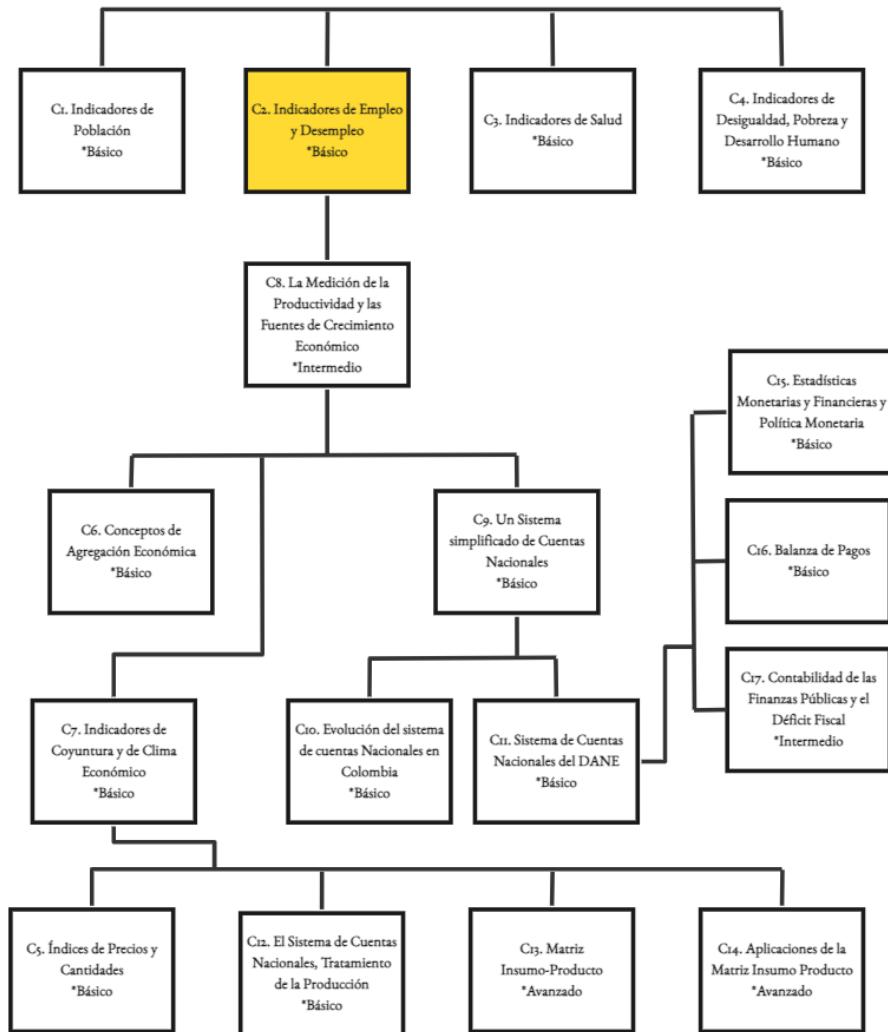 C1. Indicadores de
Población
*Básico
C2. Indicadores de Empleo
y Desempleo
*Básico
C3. Indicadores de Salud
*Básico
C4. Indicadores de
Desigualdad, Pobreza y
Desarrollo Humano
*Básico
C8. La Medición de la
Productividad y las
Fuentes de Crecimiento
Económico
*Intermedio
C15. Estadísticas
Monetarias y Financieras y
Política Monetaria
*Básico
C6. Conceptos de
Agregación Económica
*Básico
C9. Un Sistema
simplificado de Cuentas
Nacionales
*Básico
C16. Balanza de Pagos
*Básico
C17. Contabilidad de las
Finanzas Públicas y el
Déficit Fiscal
*Intermedio
C7. Indicadores de
Coyuntura y de Clima
Económico
*Básico
C10. Evolución del sistema
de cuentas Nacionales en
Colombia
*Básico
C11. Sistema de Cuentas
Nacionales del DANE
*Básico
C5. Índices de Precios y
Cantidades
*Básico
C12. El Sistema de Cuentas
Nacionales, Tratamiento
de la Producción
*Básico
C13. Matriz
Insumo-Producto
*Avanzado
C14. Aplicaciones de la
Matriz Insumo Producto
*Avanzado